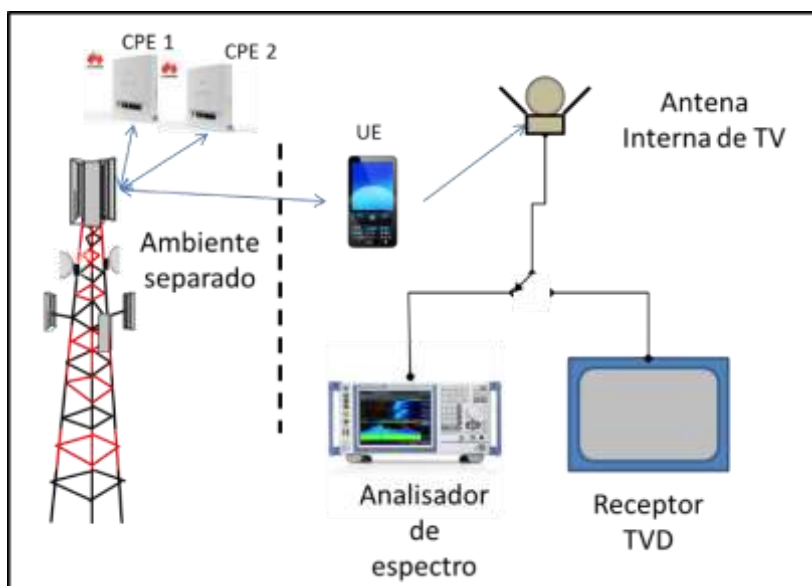 CPE 1
CPE 2
UE
Antena
Interna de TV
Ambiente
separado
Analisador
de
espectro
Receptor
TVD